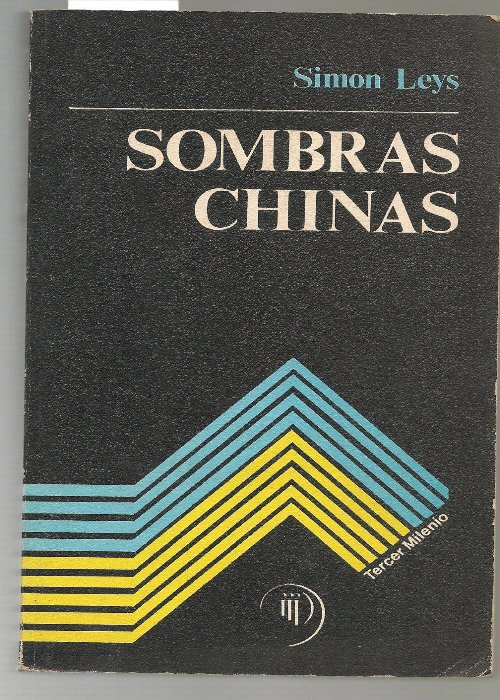 Simon Leys
SOMBRAS
CHINAS
Tercer Milenio